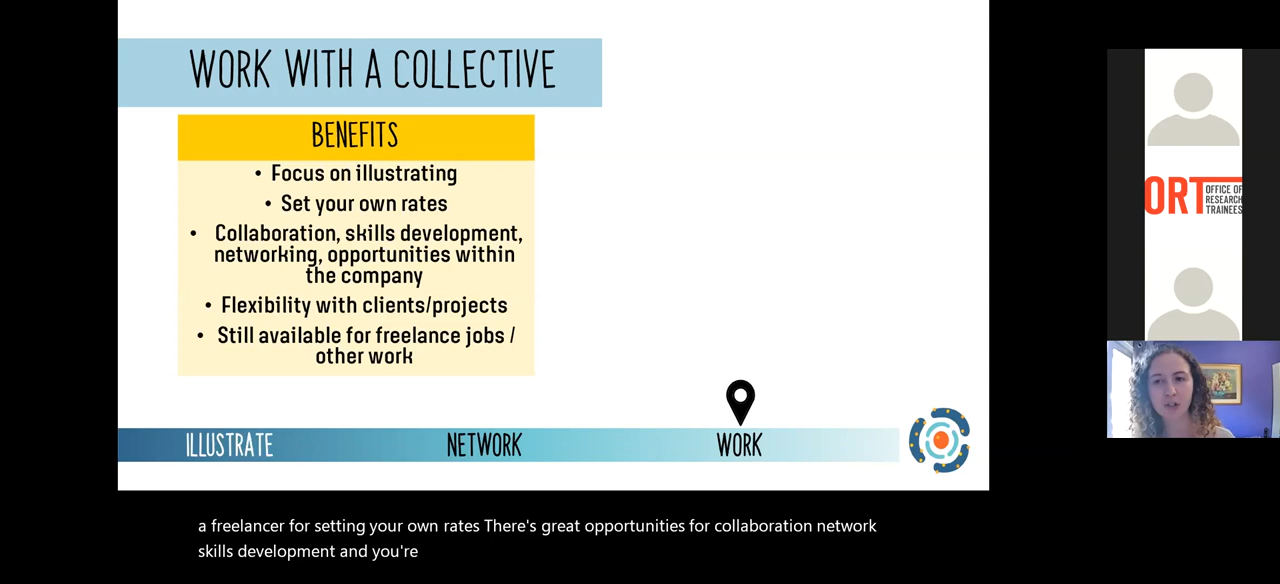 WORK WITH A COLLECTIVE
BENEFITS
• Focus on illustrating
• Set your own rates
• Collaboration, skills development,
networking, opportunities within
the company
• Flexibility with clients/projects
• Still available for freelance jobs /
other work
ILLUSTRATE
NETWORK
WORK
ORT
OFFICE OF
RESEARCH
TRAINEES
a freelancer for setting your own rates There's great opportunities for collaboration network
skills development and you're